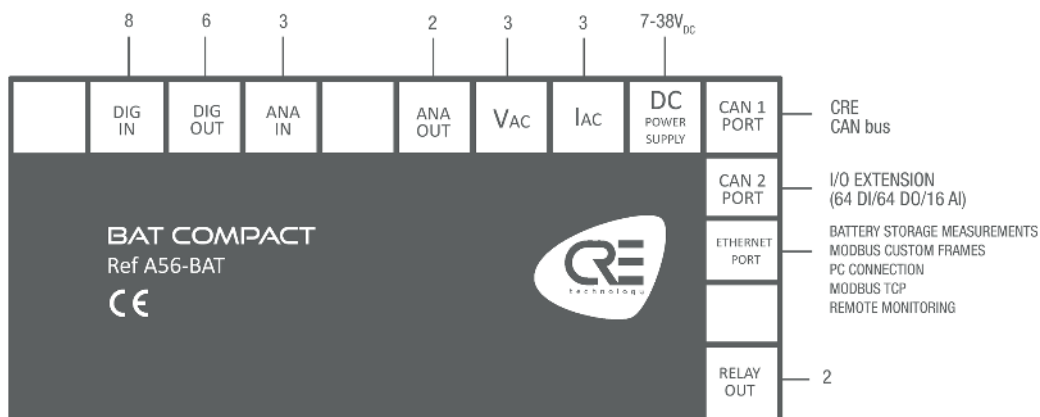 8 6 3 2 3 3 7-38VDC
DIG IN
DIG OUT
ANA IN
ANA OUT
VAC
IAC
DC POWER SUPPLY
CAN 1 PORT
CRE
CAN bus
CAN 2 PORT
I/O EXTENSION
(64 DI/64 DO/16 AI)
ETHERNET PORT
BATTERY STORAGE MEASUREMENTS
MODBUS CUSTOM FRAMES
PC CONNECTION
MODBUS TCP
REMOTE MONITORING
BAT COMPACT
Ref A56-BAT
CE
CRE
technology
RELAY OUT
2